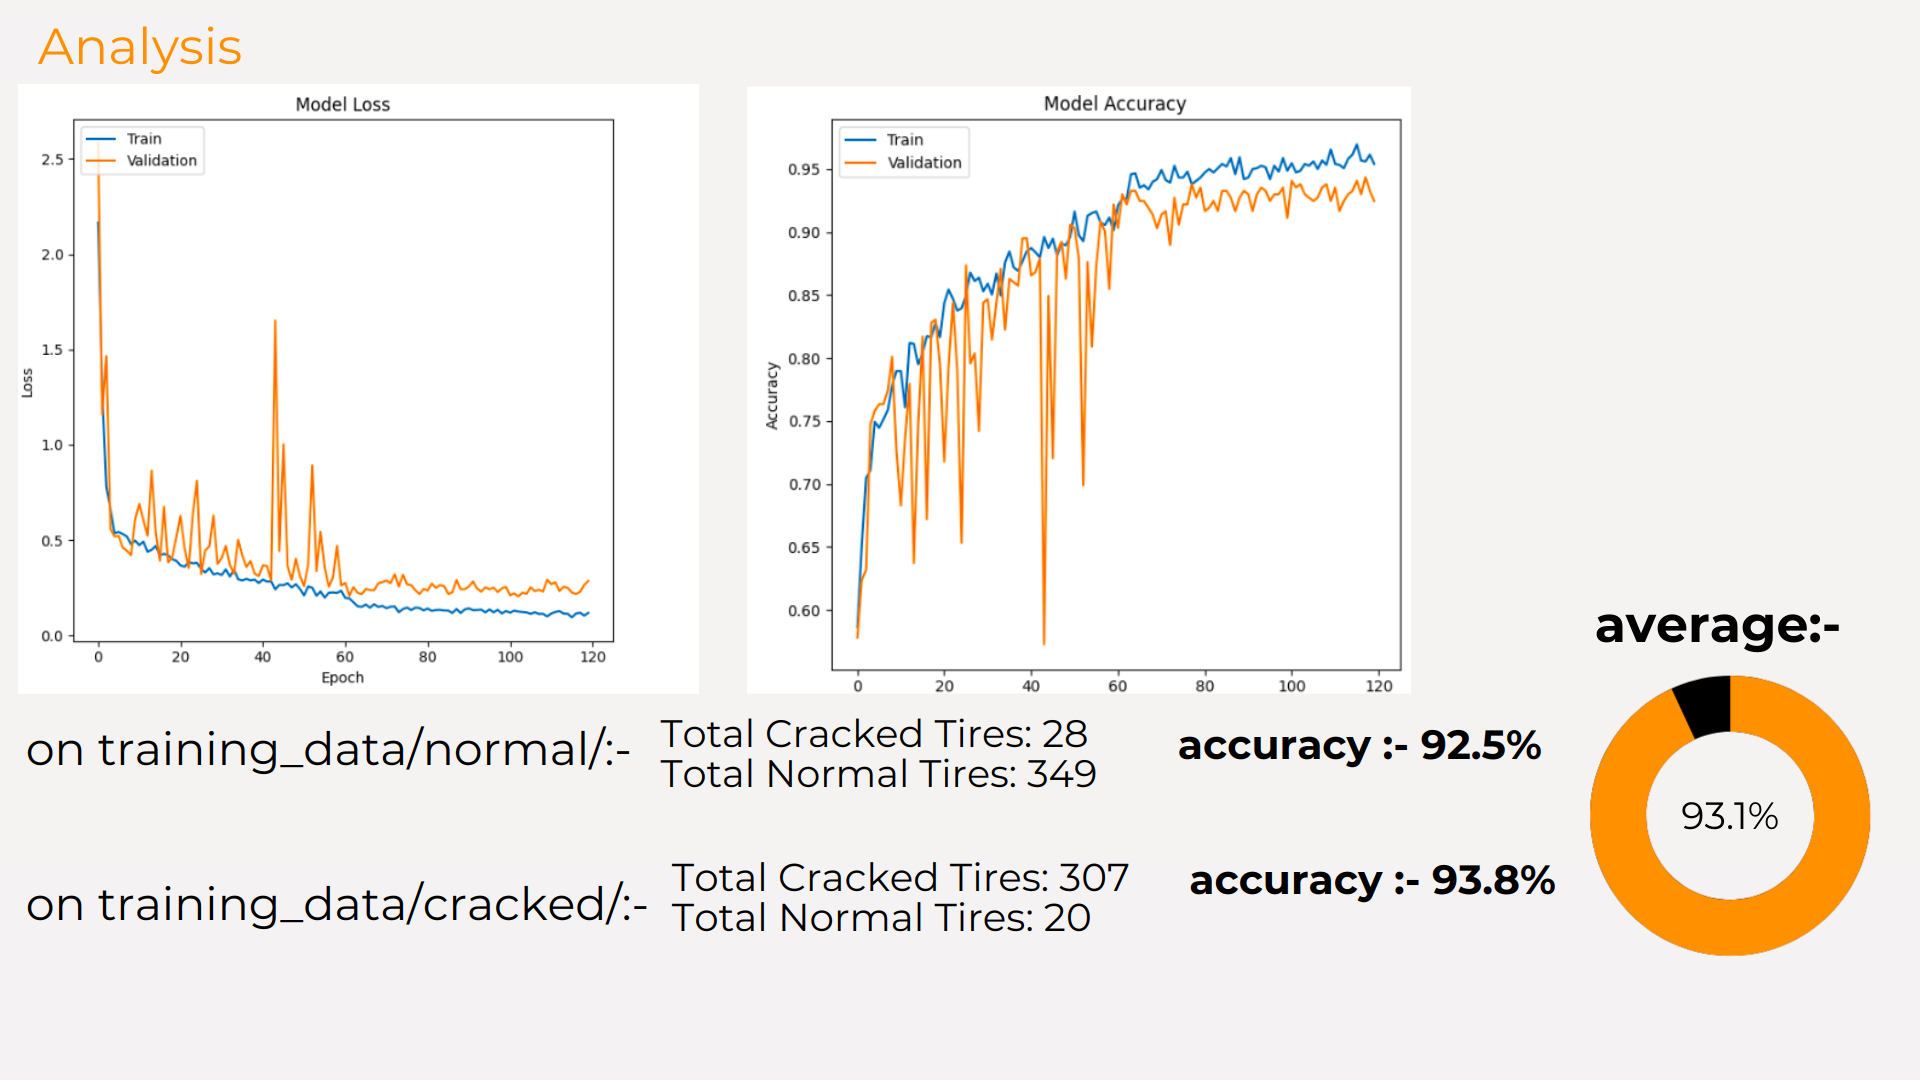 Analysis
Model Loss
Train
Validation
2.5
2.0
1.5
1.0
0.5
0.0
Loss
0 20 40 60 80 100 120
Epoch
Model Accuracy
Train
Validation
0.95
0.90
0.85
0.80
0.75
0.70
0.65
0.60
Accuracy
0 20 40 60 80 100 120
on training_data/normal/:-
Total Cracked Tires: 28
Total Normal Tires: 349
accuracy :- 92.5%
on training_data/cracked/:-
Total Cracked Tires: 307
Total Normal Tires: 20
accuracy :- 93.8%
average:-
93.1%